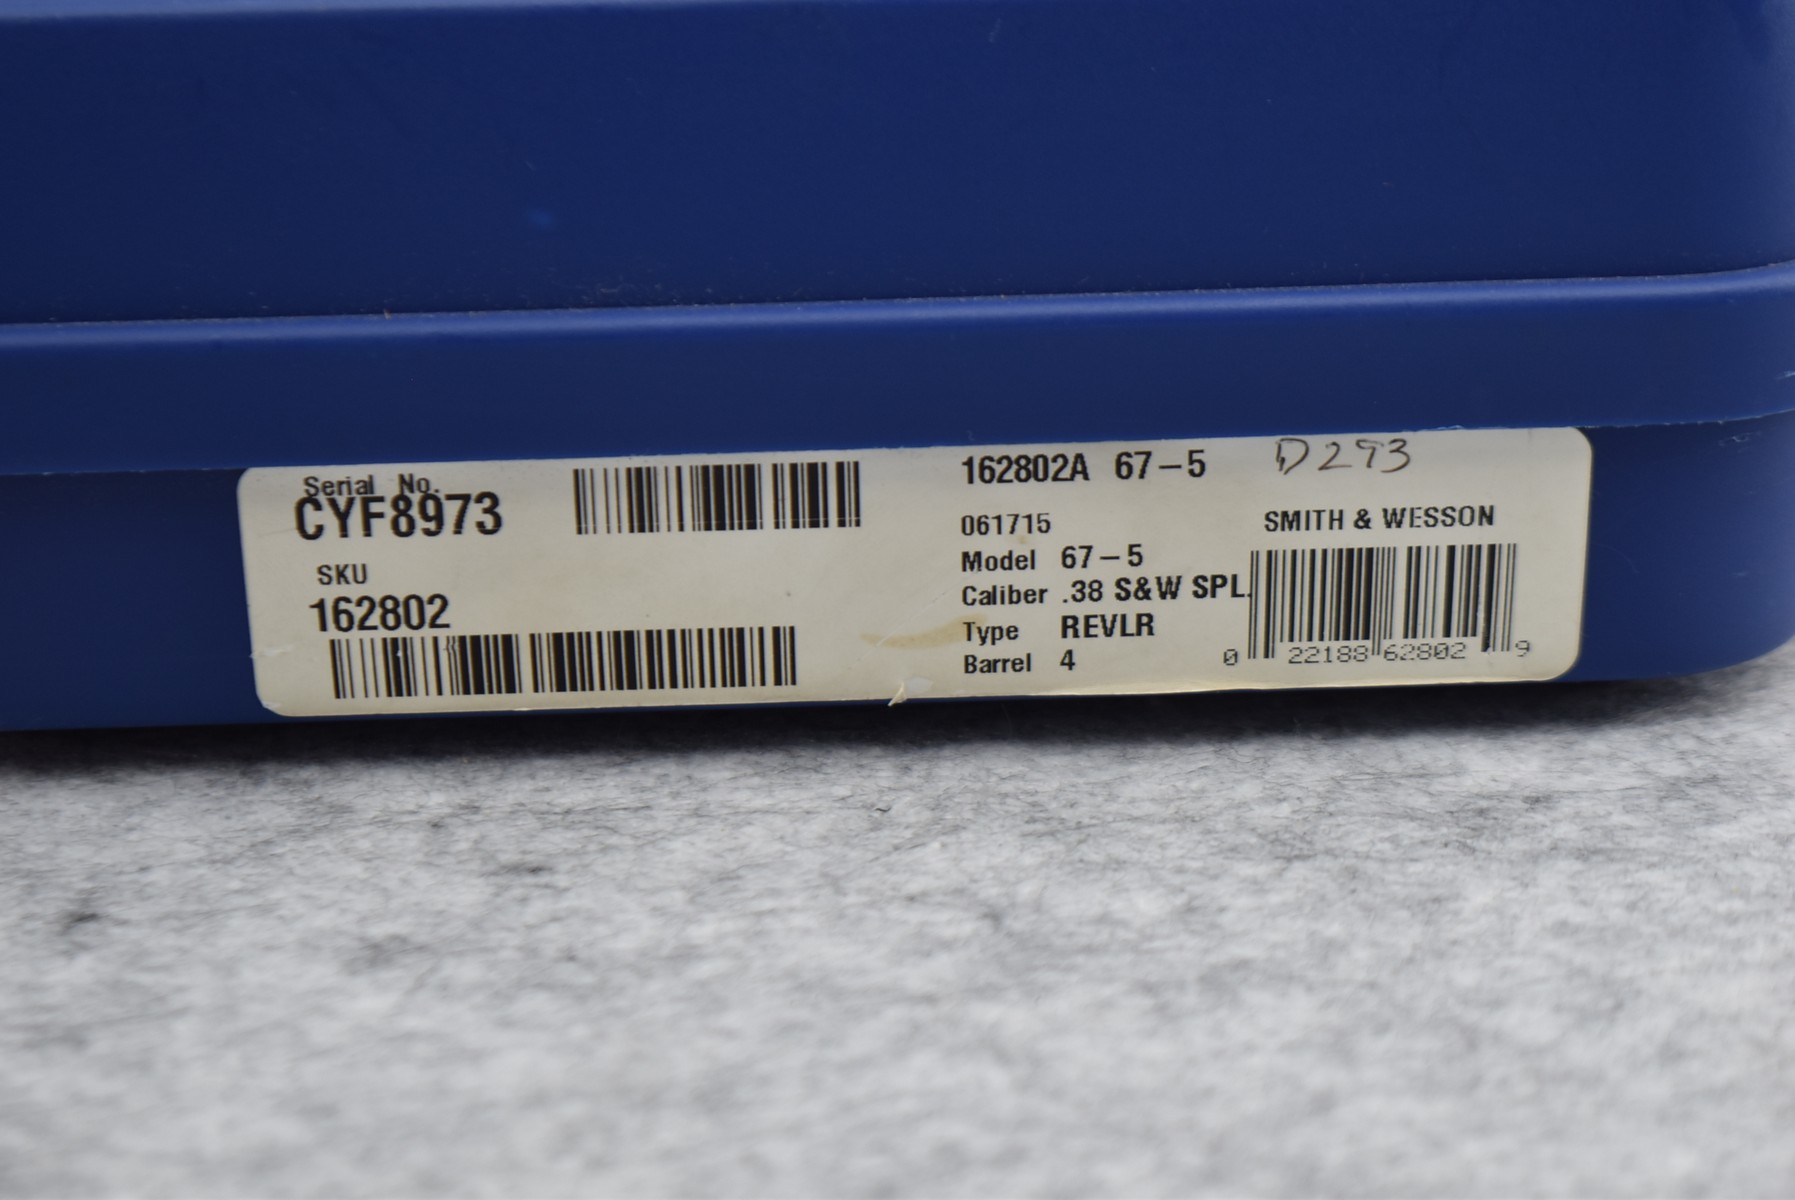 Serial No.
CYF8973
SKU
162802
162802A 67-5 D293
061715
Model 67-5
Caliber .38 S&W SPL.
Type REVLR
Barrel 4
SMITH & WESSON
0 22188 62802 9